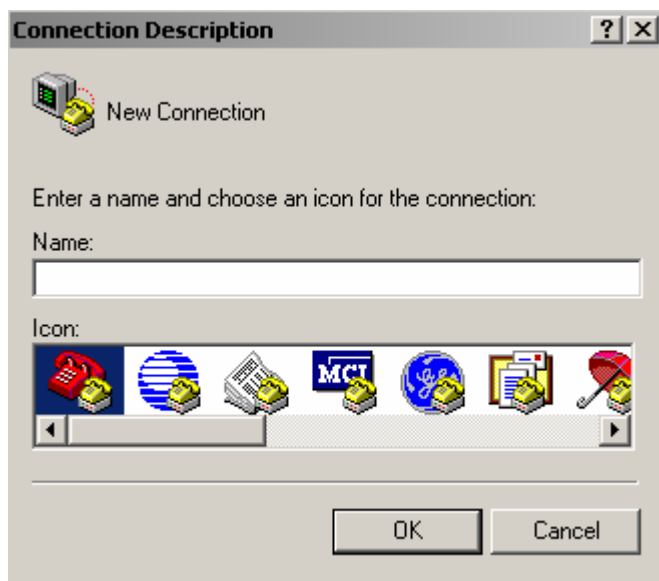 Connection Description
New Connection
Enter a name and choose an icon for the connection:
Name:
Icon:
MCI
OK Cancel